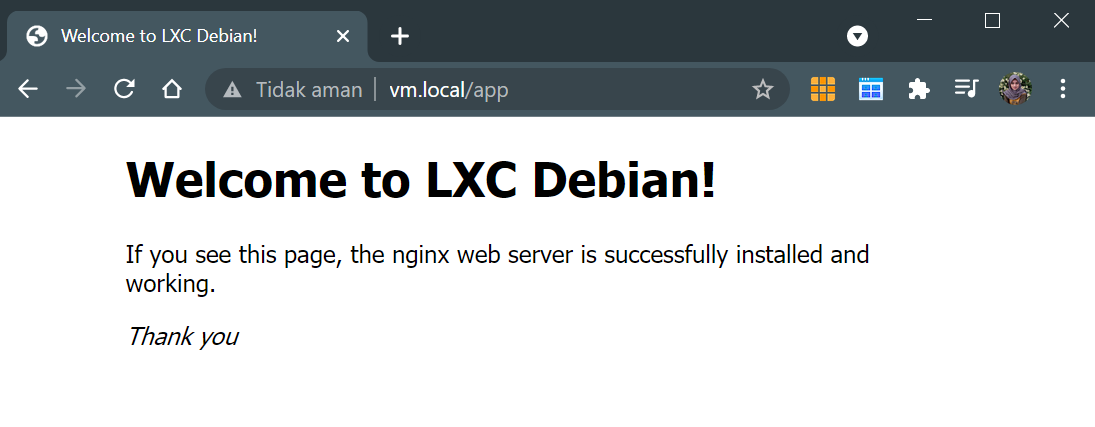 Welcome to LXC Debian!
Tidak aman | vm.local/app
Welcome to LXC Debian!
If you see this page, the nginx web server is successfully installed and
working.
Thank you